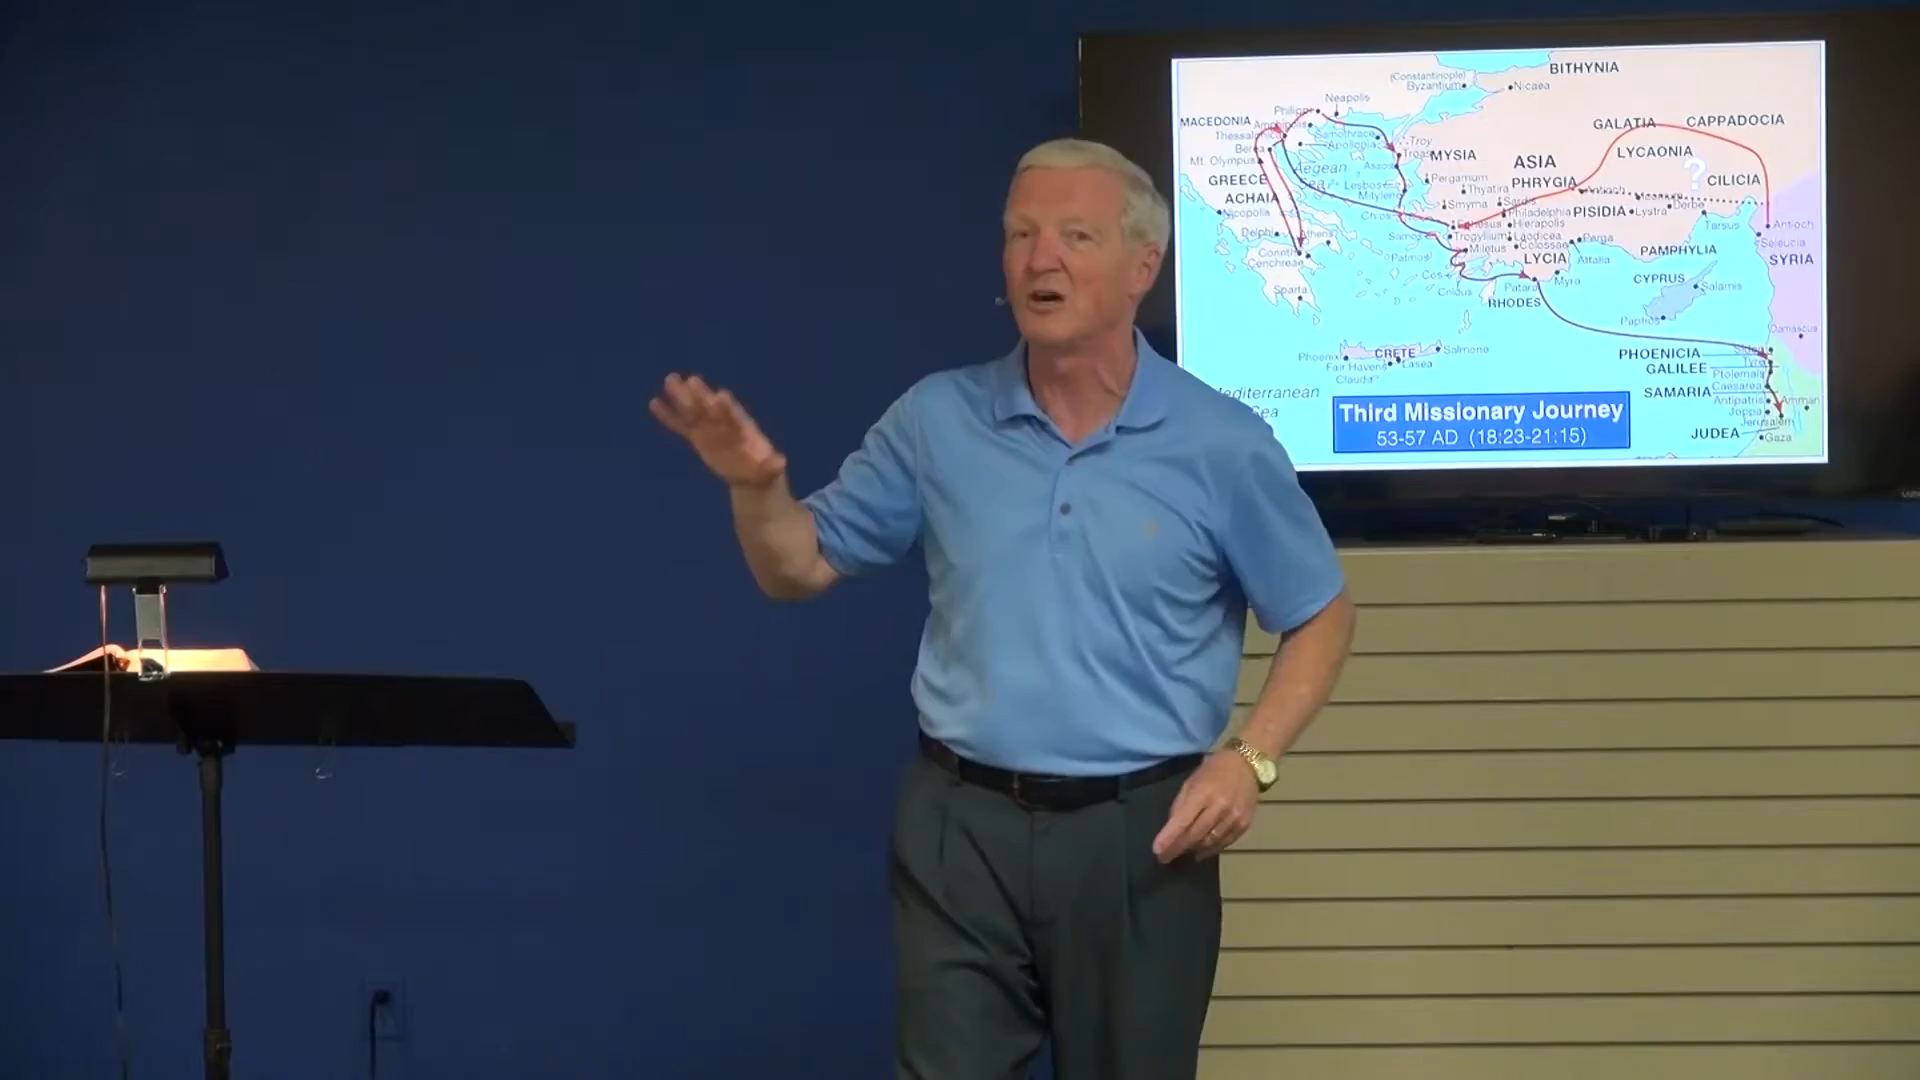 BITHYNIA
(Constantinople)
Byzantium
Nicaea
Neapolis
Philippi
MACEDONIA
Amphipolis
GALATIA
CAPPADOCIA
Thessalonica
Samothrace
Troy
Apollonia
Berea
Troas
MYSIA
LYCAONIA
Mt. Olympus
ASIA
Assos
Aegean
Sea
?
GREECE
Lesbos
Pergamum
PHRYGIA
Antioch
CILICIA
Thyatira
Mitylene
ACHAIA
Sardis
Derbe
Smyrna
Philadelphia
PISIDIA
Lystra
Nicopolis
Chios
Ephesus
Hierapolis
Tarsus
Antioch
Delphi
Athens
Samos
Trogyllium
Laodicea
Perga
Seleucia
Corinth
Miletus
Colossae
PAMPHYLIA
Cenchreae
Patmos
LYCIA
Attalia
SYRIA
Cos
Myra
CYPRUS
Salamis
Sparta
Cnidus
Patara
RHODES
Paphos
Damascus
Phoenix
CRETE
Salmone
PHOENICIA
Sidon
Fair Havens
Lasea
GALILEE
Tyre
Clauda
Ptolemais
Mediterranean
Sea
SAMARIA
Caesarea
Antipatris
Amman
Third Missionary Journey
Joppa
53-57 AD (18:23-21:15)
Jerusalem
JUDEA
Gaza